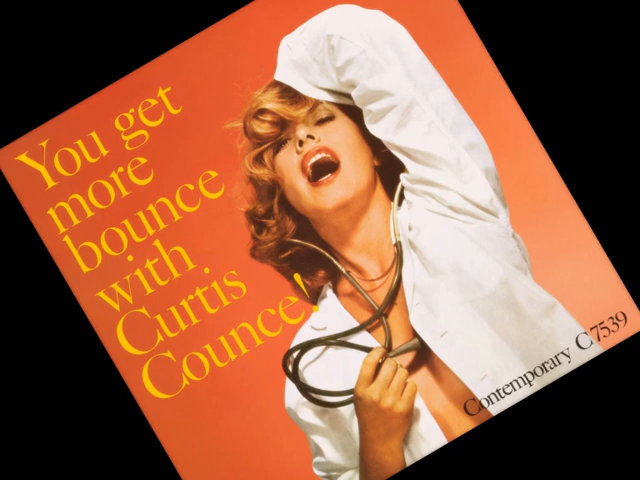 You get
more
bounce
with
Curtis
Counce!
Contemporary C7539